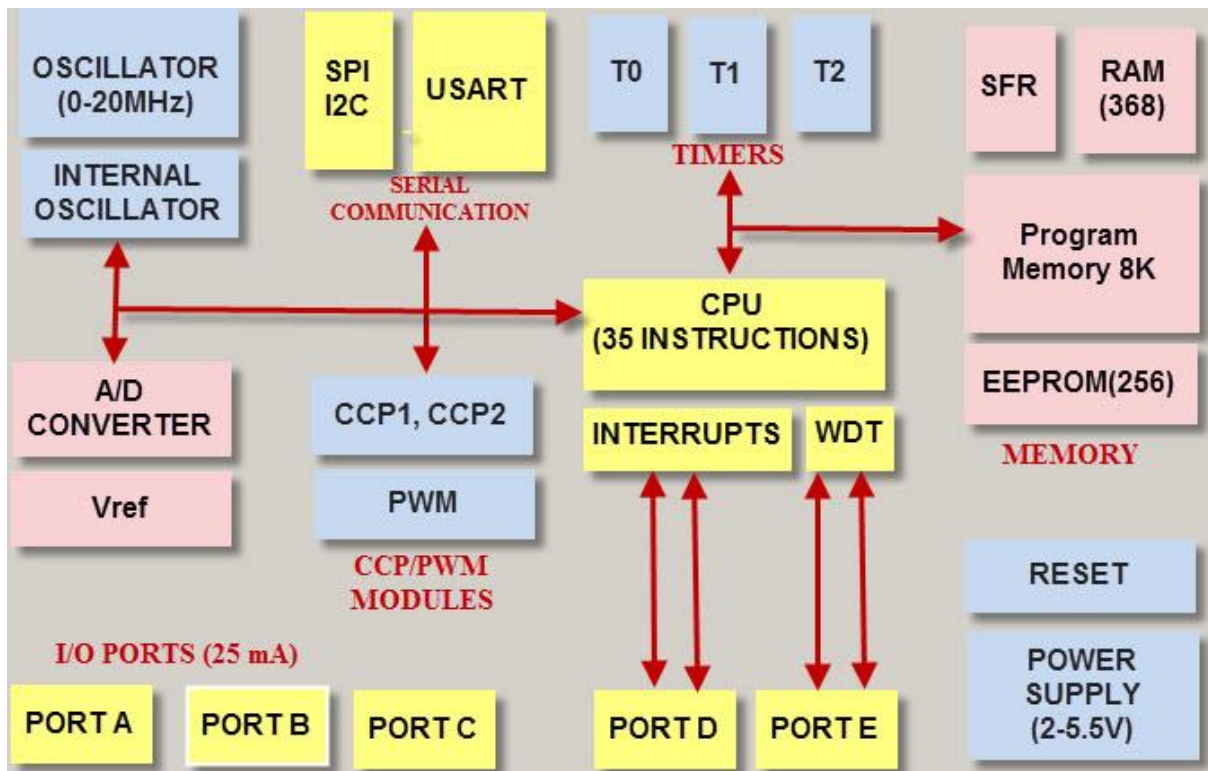 OSCILLATOR
(0-20MHz)
INTERNAL
OSCILLATOR
SPI
I2C
USART
SERIAL
COMMUNICATION
T0
T1
T2
TIMERS
SFR
RAM
(368)
Program
Memory 8K
EEPROM(256)
MEMORY
CPU
(35 INSTRUCTIONS)
INTERRUPTS
WDT
A/D
CONVERTER
Vref
CCP1, CCP2
PWM
CCP/PWM
MODULES
RESET
POWER
SUPPLY
(2-5.5V)
I/O PORTS (25 mA)
PORT A
PORT B
PORT C
PORT D
PORT E